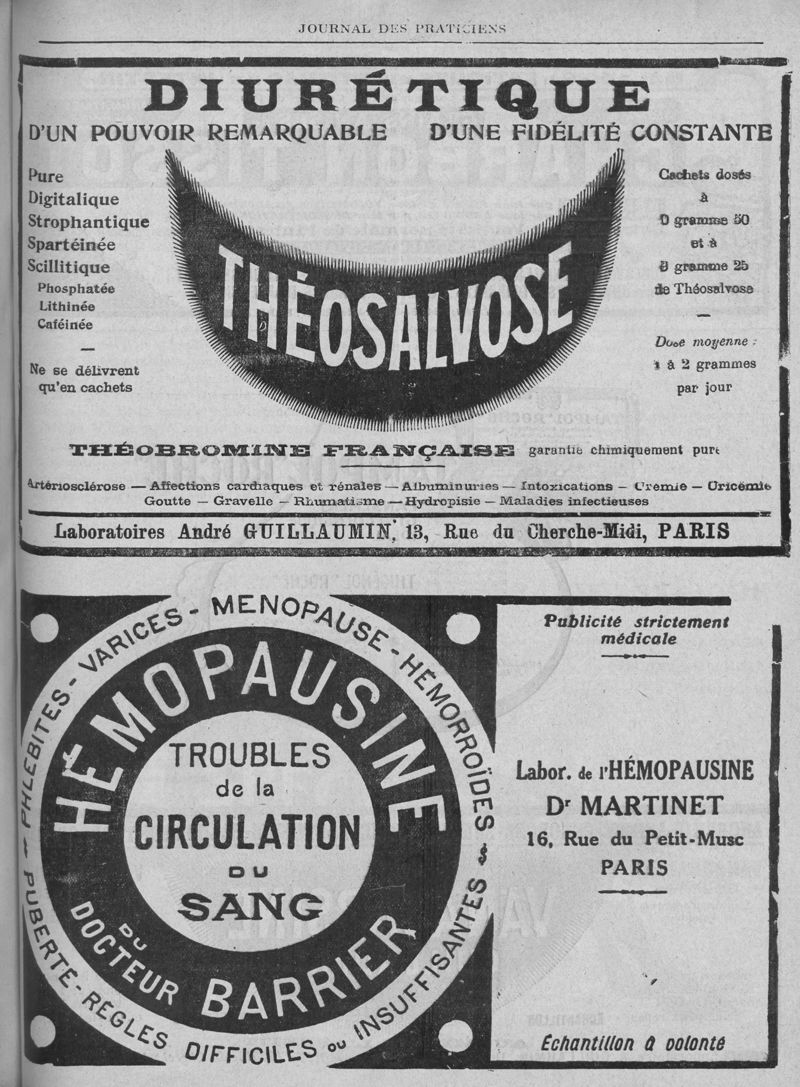 JOURNAL DES PRATICIENS
DIURÉTIQUE
D'UN POUVOIR REMARQUABLE D'UNE FIDÉLITÉ CONSTANTE
Pure
Digitalique
Strophantique
Spartéinée
Scillitique
Phosphatée
Lithinée
Caféinée
Ne se délivrent
qu'en cachets
THÉOSALVOSE
Cachets dosés
à
0 gramme 50
et à
0 gramme 25
de Théosalvose
Dose moyenne :
1 à 2 grammes
par jour
THÉOBROMINE FRANÇAISE garantie chimiquement pure
Artériosclérose — Affections cardiaques et rénales — Albuminuries — Intoxications — Urémie — Uricémie
Goutte — Gravelle — Rhumatisme — Hydropisie — Maladies infectieuses
Laboratoires André GUILLAUMIN, 13, Rue du Cherche-Midi, PARIS
PUBERTÉ - PHLÉBITES - VARICES - MENOPAUSE - HÉMORROÏDES -
RÈGLES DIFFICILES OU INSUFFISANTES
HÉMOPAUSINE
TROUBLES
de la
CIRCULATION
DU
SANG
DU
DOCTEUR
BARRIER
Publicité strictement
médicale
Labor. de l'HÉMOPAUSINE
Dr MARTINET
16, Rue du Petit-Musc
PARIS
Échantillon à volonté